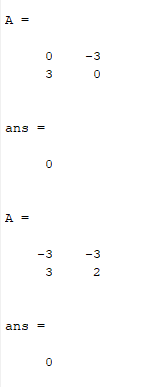 A =
0 -3
3 0
ans =
0
A =
-3 -3
3 2
ans =
0